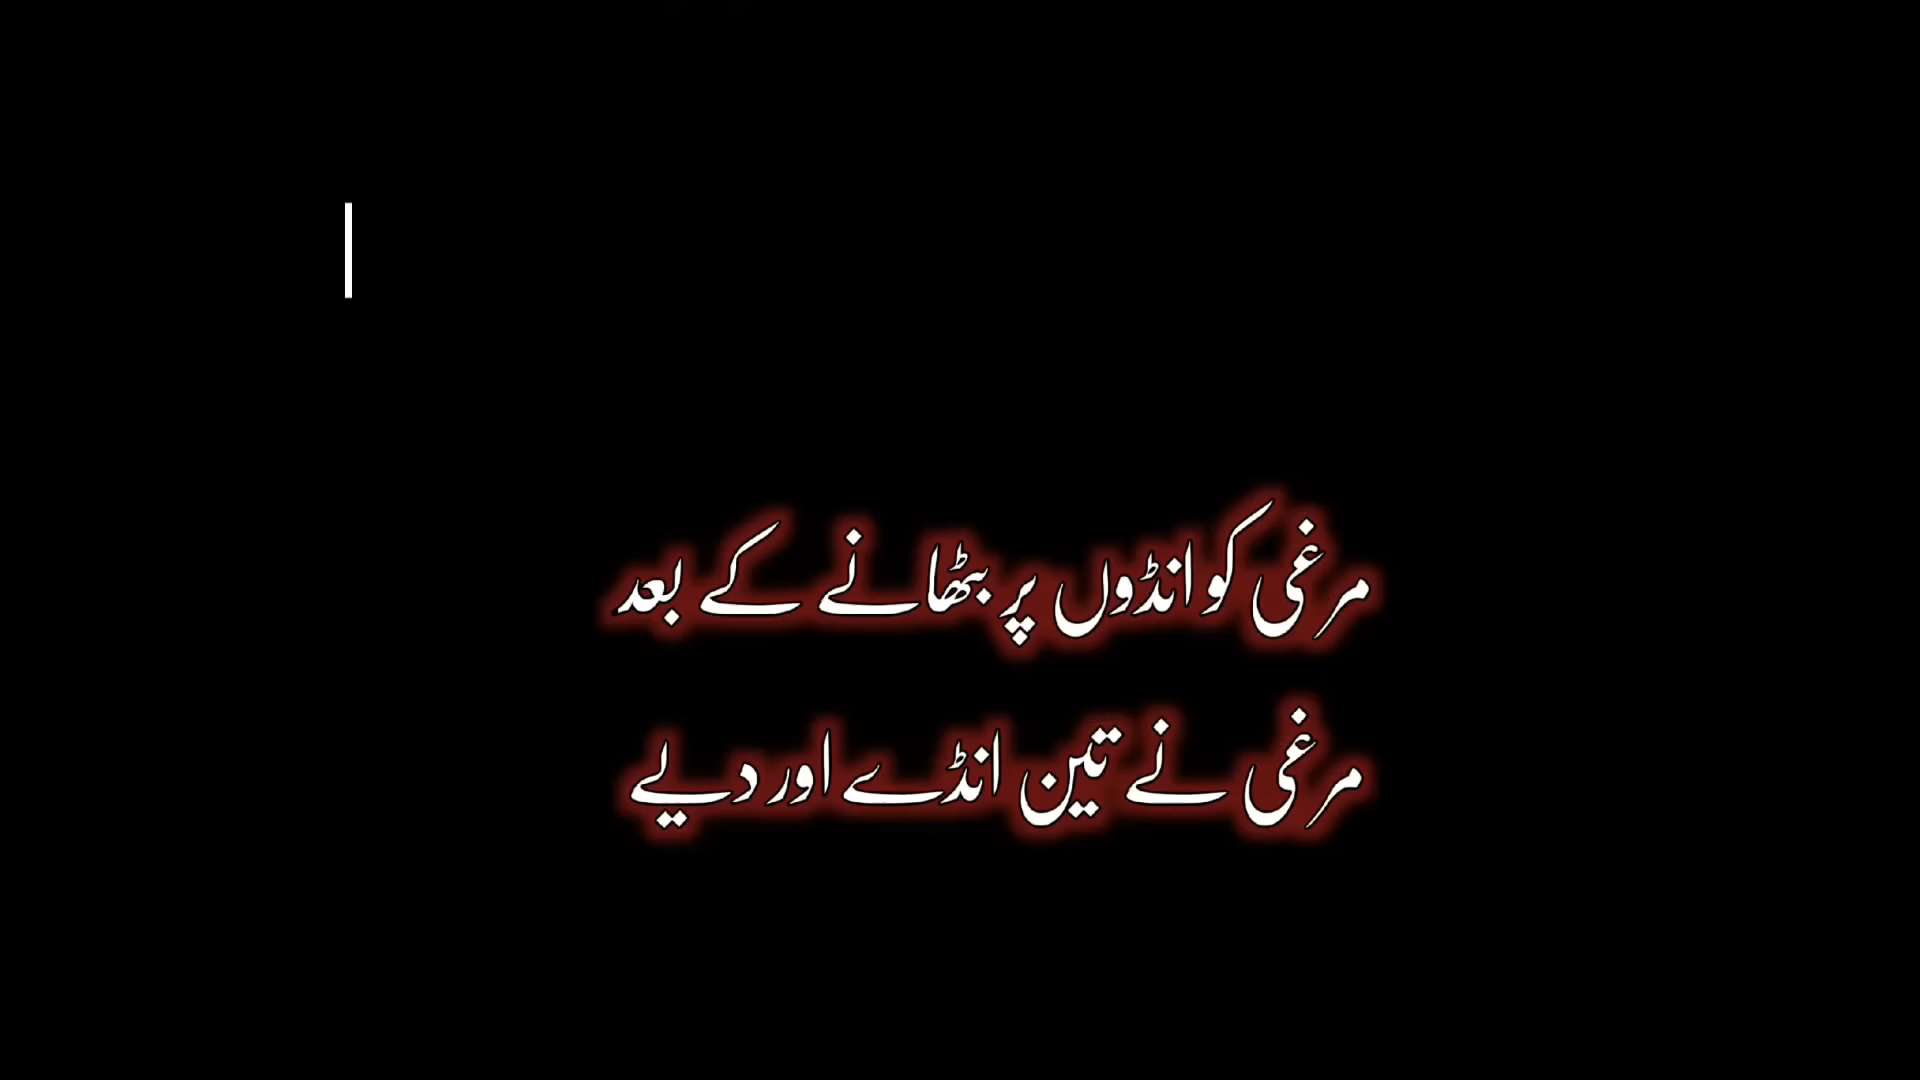 مرغی کو انڈوں پر بٹھانے کے بعد
مرغی نے تین انڈے اور دیے